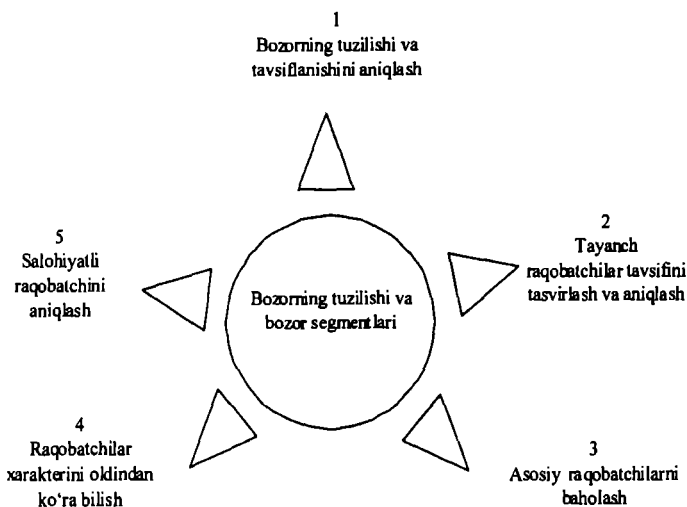 1
Bozorning tuzilishi va
tavsiflanishini aniqlash
2
Tayanch
raqobatchilar tavsifini
tasvirlash va aniqlash
3
Asosiy raqobatchilarni
baholash
4
Raqobatchilar
xarakterini oldindan
ko‘ra bilish
5
Salohiyatli
raqobatchini
aniqlash
Bozorning tuzilishi va
bozor segmentlari